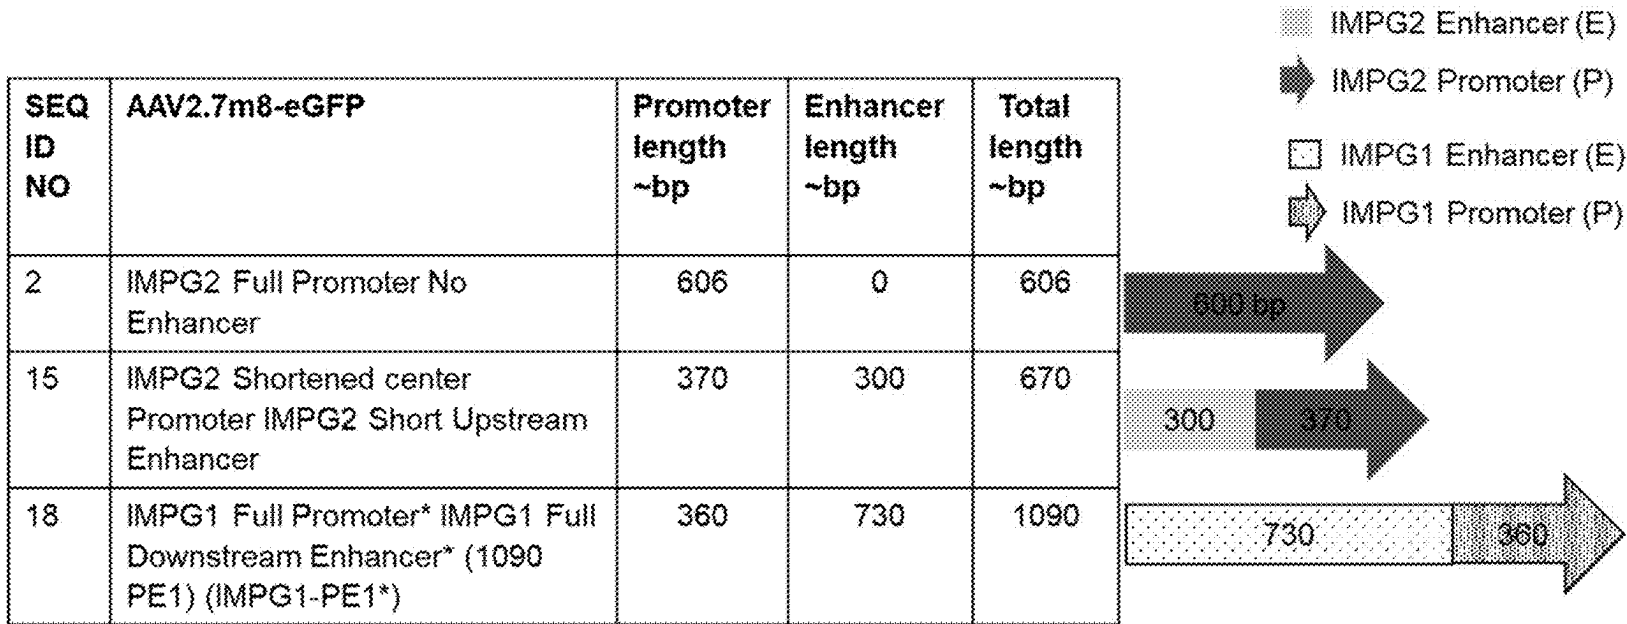 IMPG2 Enhancer (E)
IMPG2 Promoter (P)
IMPG1 Enhancer (E)
IMPG1 Promoter (P)
SEQ ID NO
AAV2.7m8-eGFP
Promoter length ~bp
Enhancer length ~bp
Total length ~bp
2
IMPG2 Full Promoter No
Enhancer
606
0
606
600 bp
15
IMPG2 Shortened center
Promoter IMPG2 Short Upstream
Enhancer
370
300
670
300
370
18
IMPG1 Full Promoter* IMPG1 Full
Downstream Enhancer* (1090
PE1) (IMPG1-PE1*)
360
730
1090
730
360